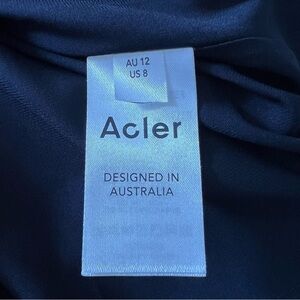 AU 12
US 8
Acler
DESIGNED IN
AUSTRALIA